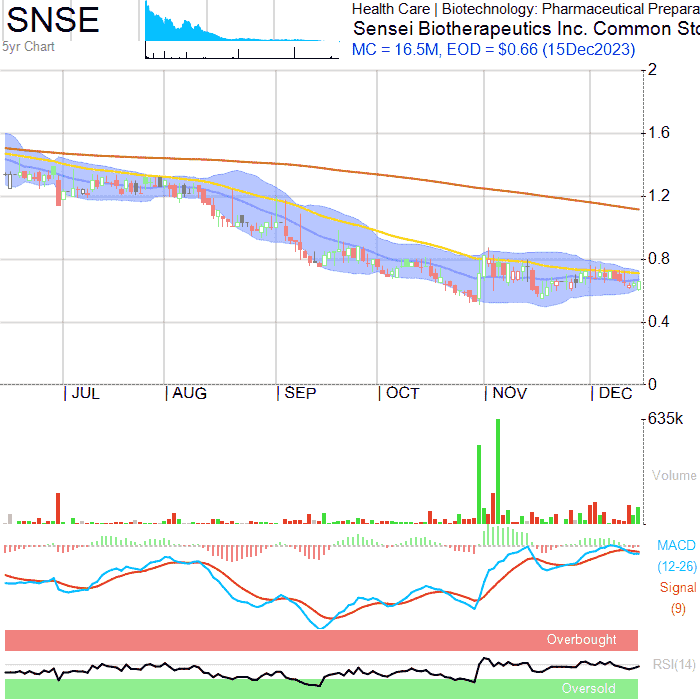 SNSE
5yr Chart
Health Care | Biotechnology: Pharmaceutical Prepara
Sensei Biotherapeutics Inc. Common Sto
MC = 16.5M, EOD = $0.66 (15Dec2023)
2
1.6
1.2
0.8
0.4
0
JUL AUG SEP OCT NOV DEC
635k
Volume
MACD
(12-26)
Signal
(9)
Overbought
RSI(14)
Oversold